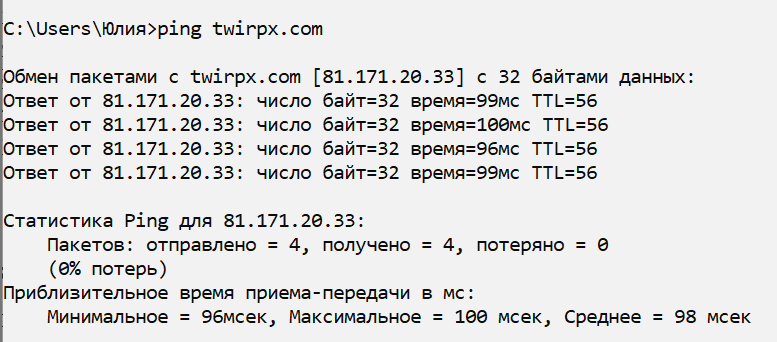 C:\Users\Юлия>ping twirpx.com
Обмен пакетами с twirpx.com [81.171.20.33] с 32 байтами данных:
Ответ от 81.171.20.33: число байт=32 время=99мс TTL=56
Ответ от 81.171.20.33: число байт=32 время=100мс TTL=56
Ответ от 81.171.20.33: число байт=32 время=96мс TTL=56
Ответ от 81.171.20.33: число байт=32 время=99мс TTL=56
Статистика Ping для 81.171.20.33:
Пакетов: отправлено = 4, получено = 4, потеряно = 0
(0% потерь)
Приблизительное время приема-передачи в мс:
Минимальное = 96мсек, Максимальное = 100 мсек, Среднее = 98 мсек